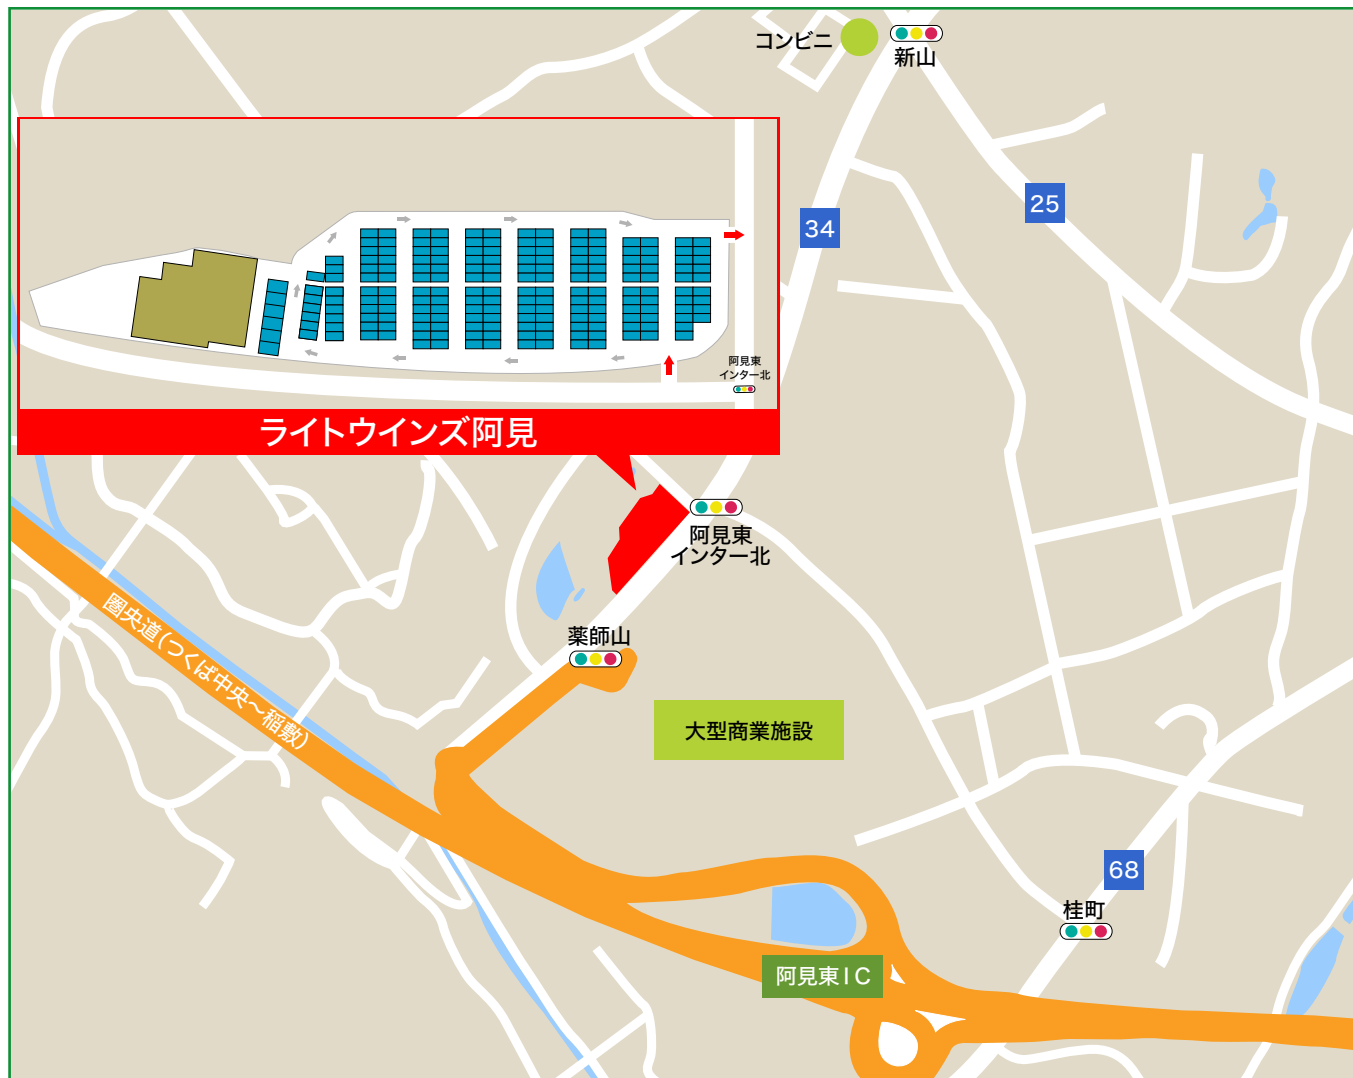 コンビニ
新山
25
34
阿見東
インター北
ライトウインズ阿見
阿見東
インター北
圏央道(つくば中央～稲敷)
薬師山
大型商業施設
68
桂町
阿見東IC